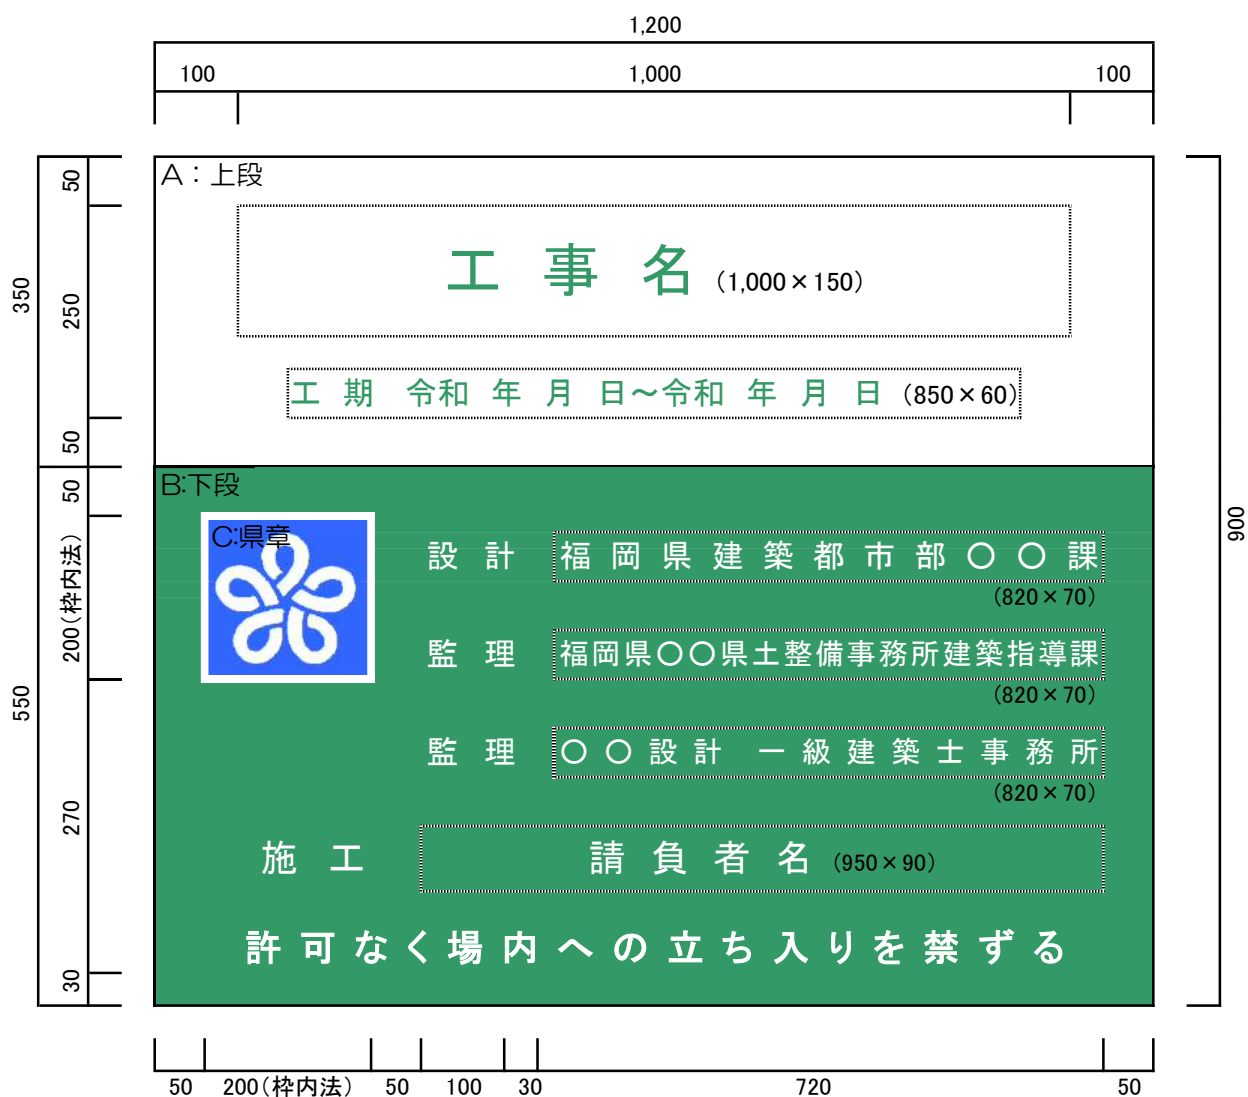 1,200
100 1,000 100
A：上段
50
工事名（1,000×150）
350
250
工 期 令和 年 月 日～令和 年 月 日（850×60）
50
B:下段
50
C:県章
900
設計 福岡県建築都市部〇〇課
（820×70）
200（枠内法）
監理 福岡県〇〇県土整備事務所建築指導課
（820×70）
550
監理 〇〇設計 一級建築士事務所
（820×70）
270
施工 請負者名（950×90）
許可なく場内への立ち入りを禁ずる
30
50 200（枠内法） 50 100 30 720 50